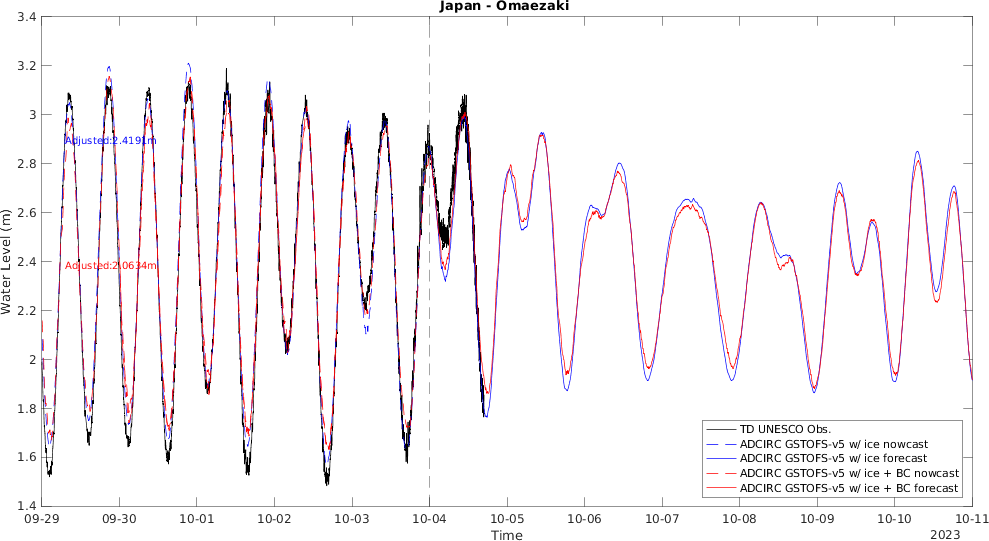 Japan - Omaezaki
Water Level (m)
3.4
3.2
3
2.8
2.6
2.4
2.2
2
1.8
1.6
1.4
Adjusted:2.4191m
Adjusted:2.0634m
TD UNESCO Obs.
ADCIRC GSTOFS-v5 w/ ice nowcast
ADCIRC GSTOFS-v5 w/ ice forecast
ADCIRC GSTOFS-v5 w/ ice + BC nowcast
ADCIRC GSTOFS-v5 w/ ice + BC forecast
09-29 09-30 10-01 10-02 10-03 10-04 10-05 10-06 10-07 10-08 10-09 10-10 10-11
Time
2023